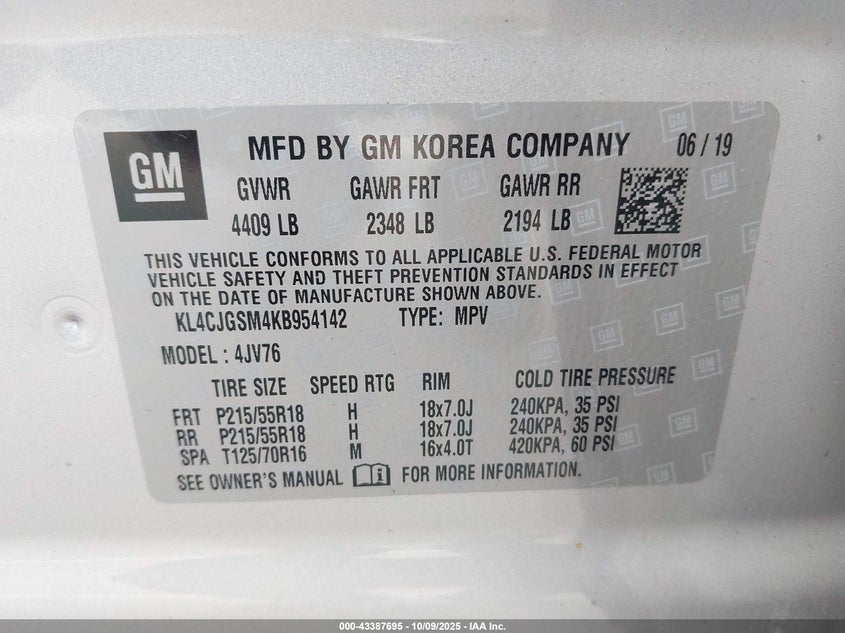 GM
MFD BY GM KOREA COMPANY 06 / 19
GVWR GAWR FRT GAWR RR
4409 LB 2348 LB 2194 LB
THIS VEHICLE CONFORMS TO ALL APPLICABLE U.S. FEDERAL MOTOR
VEHICLE SAFETY AND THEFT PREVENTION STANDARDS IN EFFECT
ON THE DATE OF MANUFACTURE SHOWN ABOVE.
KL4CJGSM4KB954142 TYPE: MPV
MODEL : 4JV76
TIRE SIZE SPEED RTG RIM COLD TIRE PRESSURE
FRT P215/55R18 H 18x7.0J 240KPA, 35 PSI
RR P215/55R18 H 18x7.0J 240KPA, 35 PSI
SPA T125/70R16 M 16x4.0T 420KPA, 60 PSI
SEE OWNER'S MANUAL FOR MORE INFORMATION.
000-43387695 - 10/09/2025 - IAA Inc.